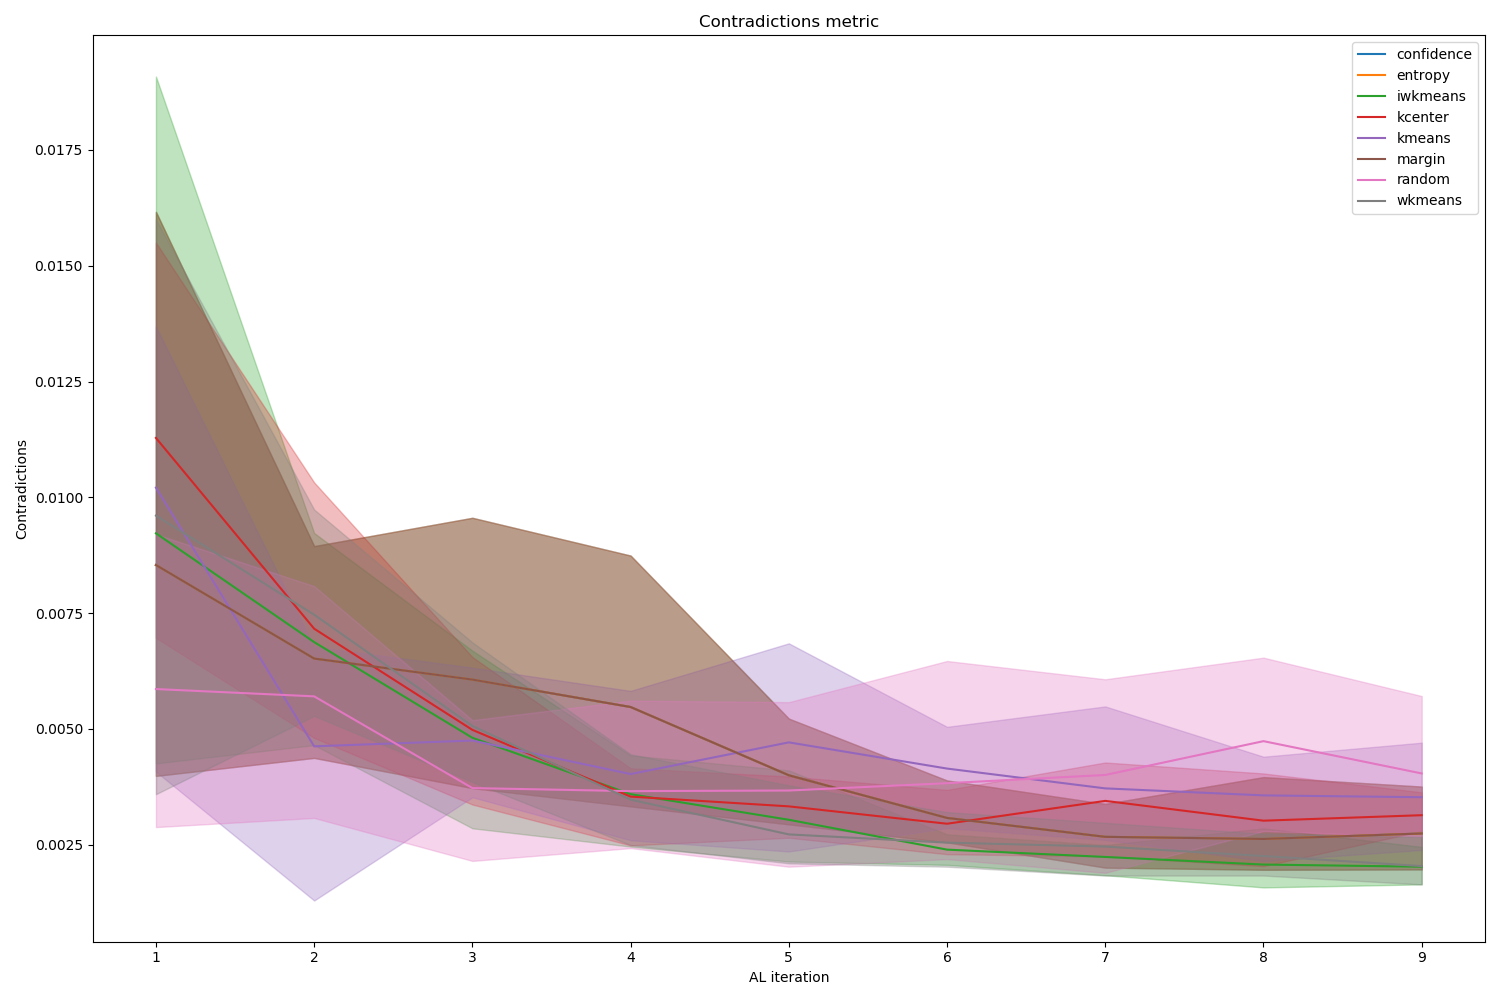 Contradictions metric
confidence
entropy
iwkmeans
kcenter
kmeans
margin
random
wkmeans
0.0175
0.0150
0.0125
0.0100
0.0075
0.0050
0.0025
Contradictions
1 2 3 4 5 6 7 8 9
AL iteration